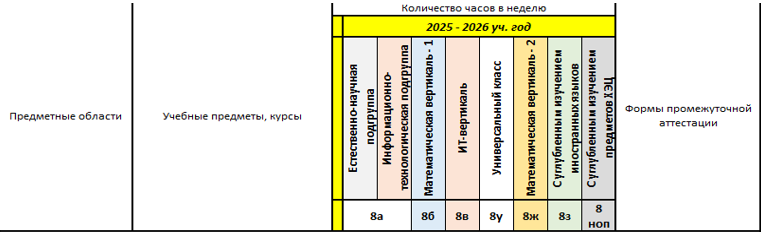 Количество часов в неделю
2025 - 2026 уч. год
Предметные области
Учебные предметы, курсы
Естественно-научная
подгруппа
Информационно-
технологическая подгруппа
Математическая вертикаль - 1
ИТ-вертикаль
Универсальный класс
Математическая вертикаль - 2
С углубленным изучением
иностранных языков
С углубленным изучением
предметов ХЭЦ
Формы промежуточной
аттестации
8а
8б
8в
8у
8ж
8з
8
ноп